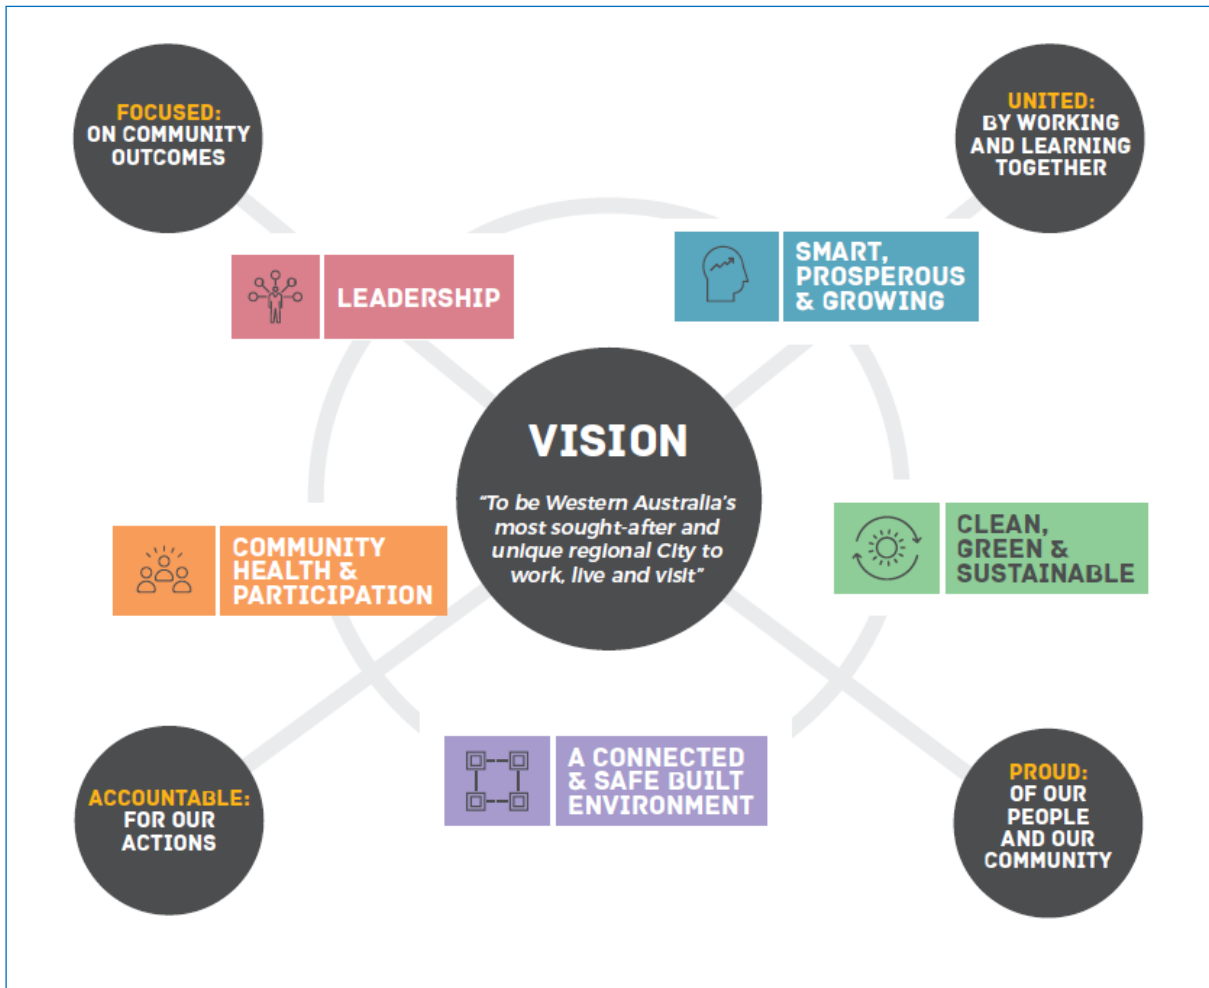 FOCUSED:
ON COMMUNITY
OUTCOMES
UNITED:
BY WORKING
AND LEARNING
TOGETHER
LEADERSHIP
SMART,
PROSPEROUS
& GROWING
VISION
“To be Western Australia’s
most sought-after and
unique regional City to
work, live and visit”
COMMUNITY
HEALTH &
PARTICIPATION
CLEAN,
GREEN &
SUSTAINABLE
A CONNECTED
& SAFE BUILT
ENVIRONMENT
ACCOUNTABLE:
FOR OUR
ACTIONS
PROUD:
OF OUR
PEOPLE
AND OUR
COMMUNITY